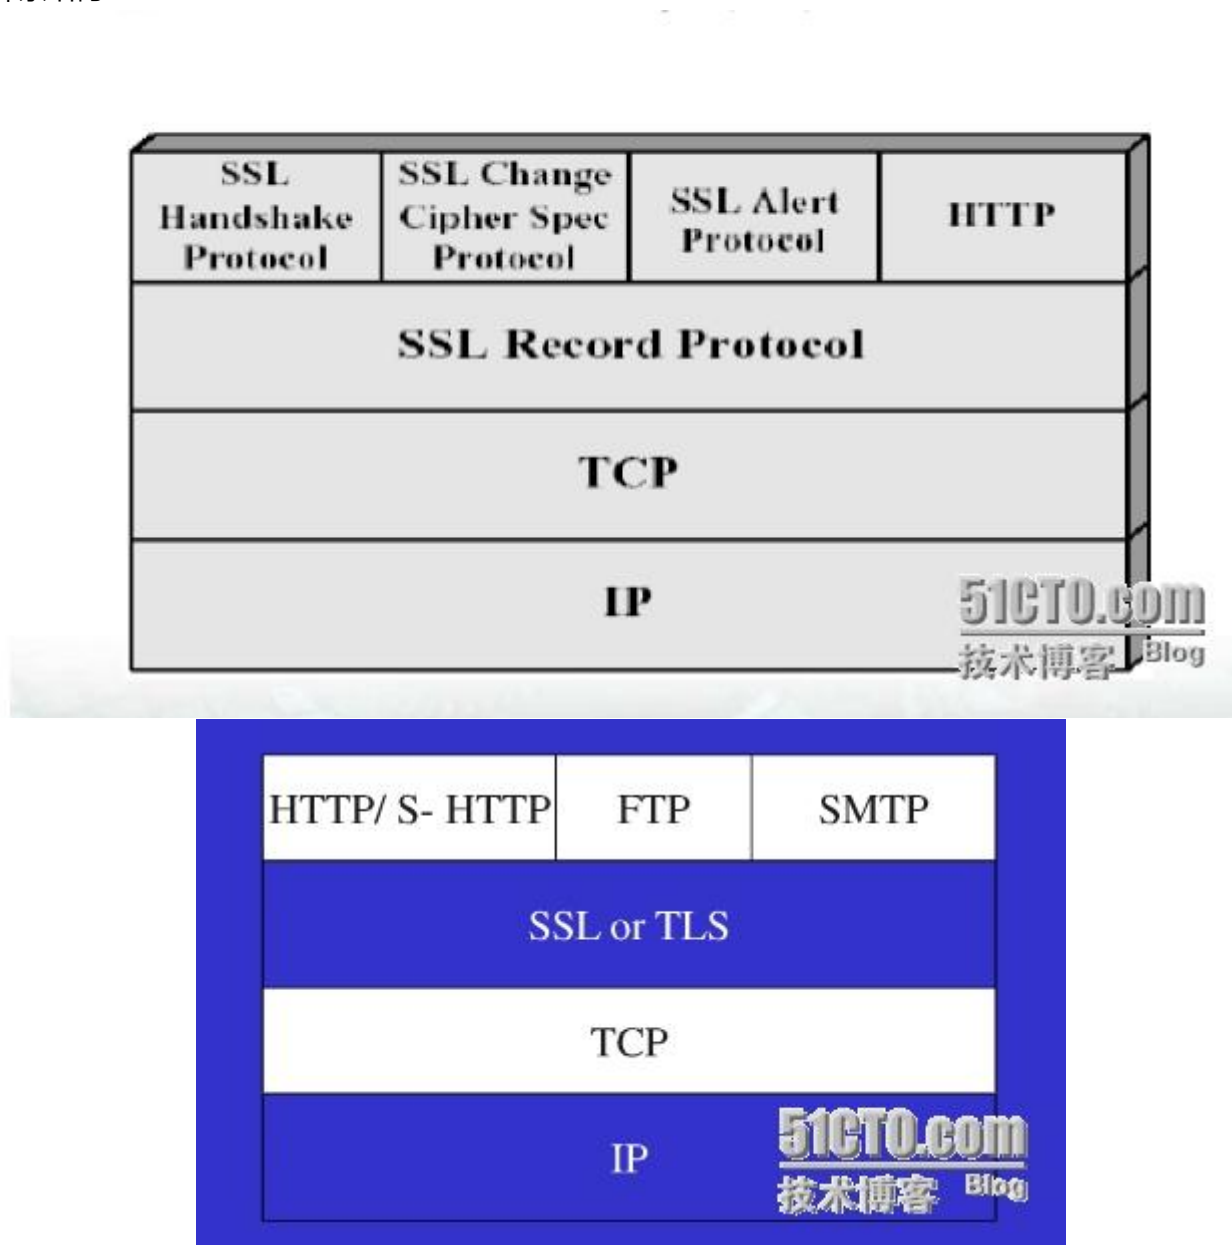 SSL
Handshake
Protocol
SSL Change
Cipher Spec
Protocol
SSL Alert
Protocol
HTTP
SSL Record Protocol
TCP
IP
51CTO.com
技术博客 Blog
HTTP/ S- HTTP
FTP
SMTP
SSL or TLS
TCP
IP
51CTO.com
技术博客 Blog